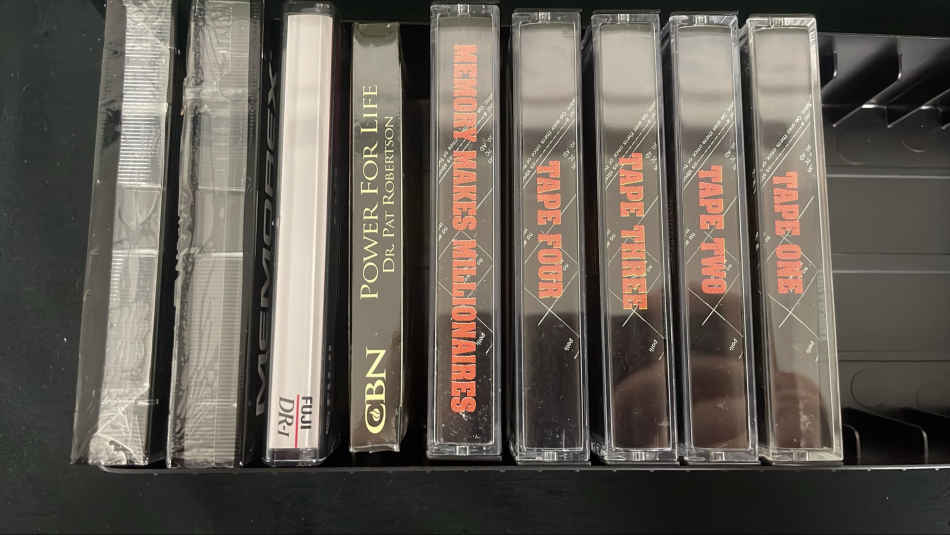 MEMOREX
FUJI
DR-I
CBN
POWER FOR LIFE
DR. PAT ROBERTSON
MEMORY MAKES MILLIONAIRES
TAPE FOUR
TAPE THREE
TAPE TWO
TAPE ONE